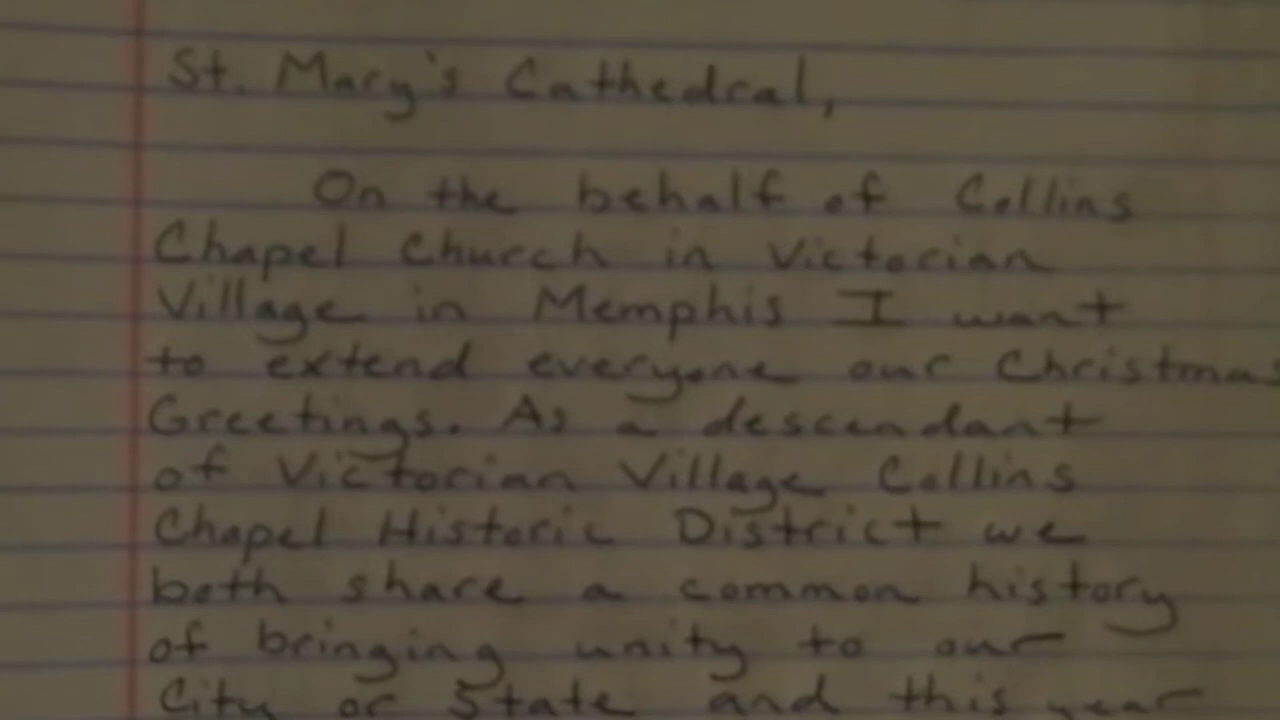 St. Mary's Cathedral,
On the behalf of Collins
Chapel Church in Victorian
Village in Memphis I want
to extend everyone our Christmas
Greetings. As a descendant
of Victorian Village Collins
Chapel Historic District we
both share a common history
of bringing unity to our
City or State and this year